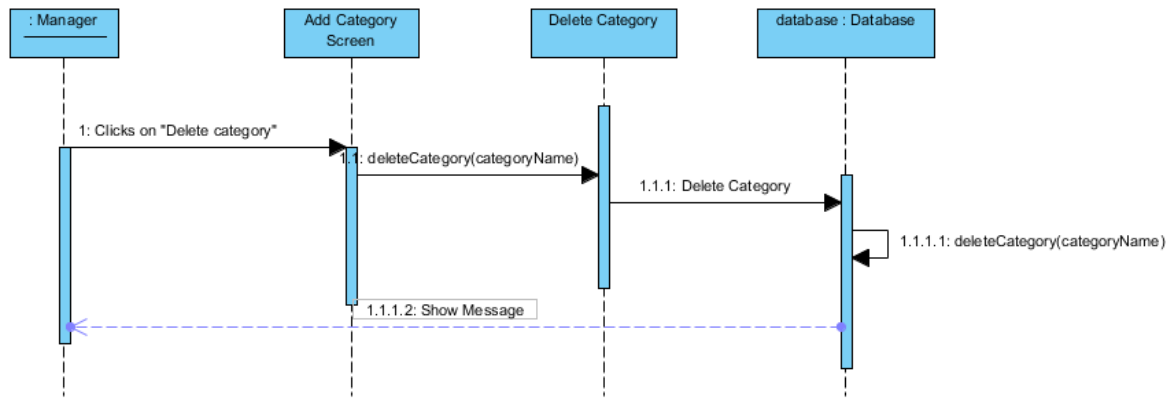 : Manager
Add Category
Screen
Delete Category
database : Database
1: Clicks on "Delete category"
1.1: deleteCategory(categoryName)
1.1.1: Delete Category
1.1.1.1: deleteCategory(categoryName)
1.1.1.2: Show Message